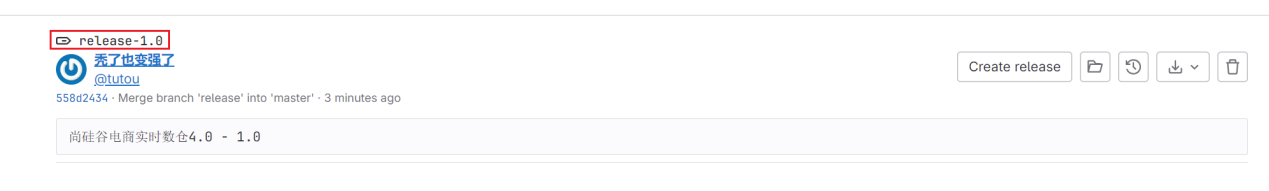 release-1.0
秃了也变强了
@tutou
Create release
558d2434 · Merge branch 'release' into 'master' · 3 minutes ago
尚硅谷电商实时数仓4.0 - 1.0